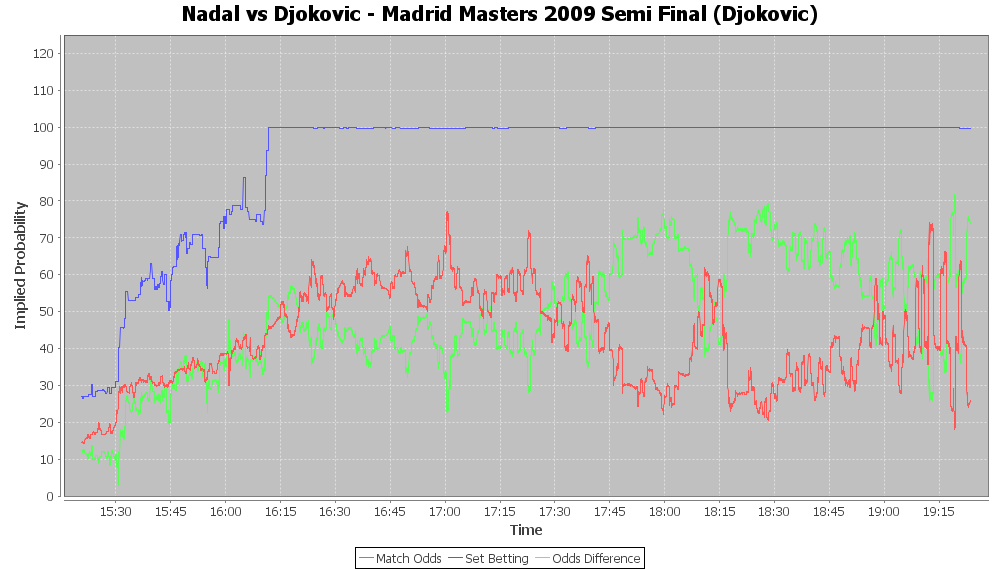 Nadal vs Djokovic - Madrid Masters 2009 Semi Final (Djokovic)
120
110
100
90
80
70
60
50
40
30
20
10
0
Implied Probability
15:30 15:45 16:00 16:15 16:30 16:45 17:00 17:15 17:30 17:45 18:00 18:15 18:30 18:45 19:00 19:15
Time
Match Odds Set Betting Odds Difference